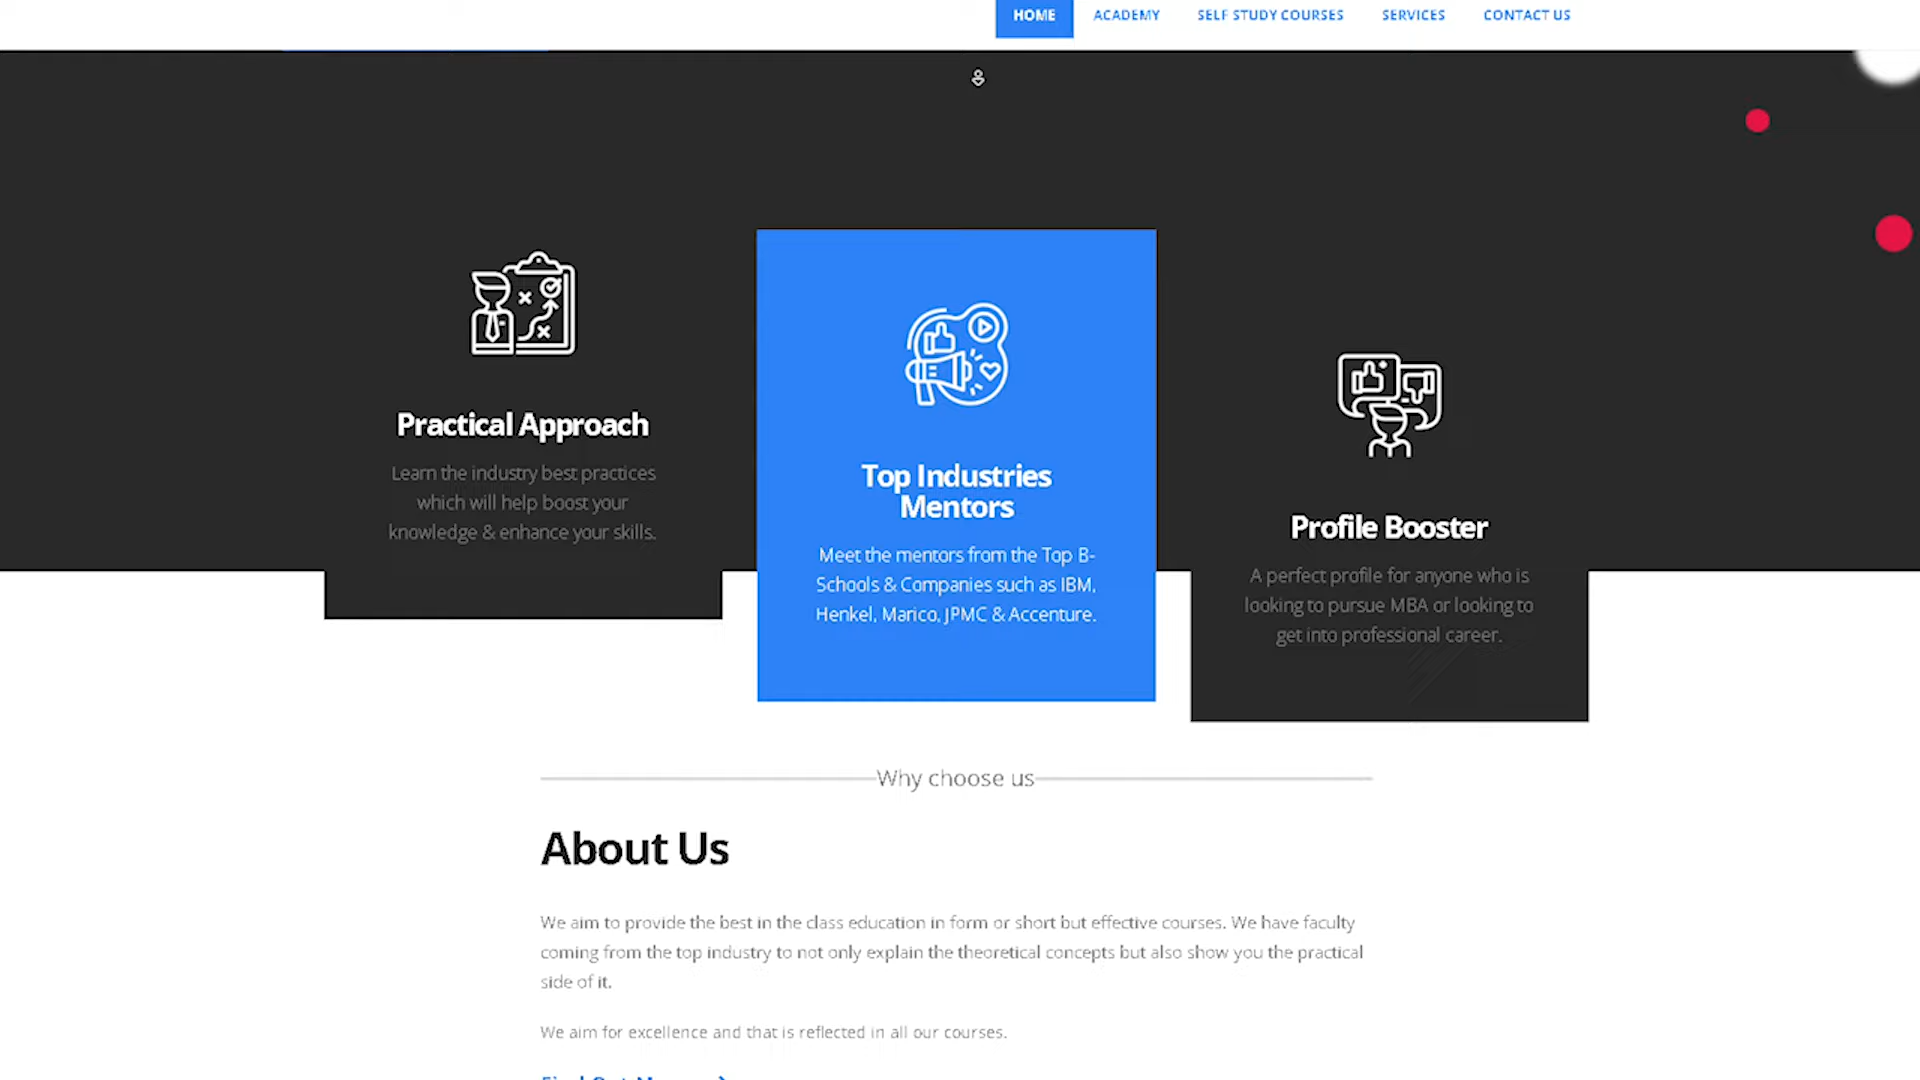 HOME ACADEMY SELF STUDY COURSES SERVICES CONTACT US
Practical Approach
Learn the industry best practices
which will help boost your
knowledge & enhance your skills.
Top Industries
Mentors
Meet the mentors from the Top B-
Schools & Companies such as IBM,
Henkel, Marico, JPMC & Accenture.
Profile Booster
A perfect profile for anyone who is
looking to pursue MBA or looking to
get into professional career.
Why choose us
About Us
We aim to provide the best in the class education in form or short but effective courses. We have faculty
coming from the top industry to not only explain the theoretical concepts but also show you the practical
side of it.
We aim for excellence and that is reflected in all our courses.